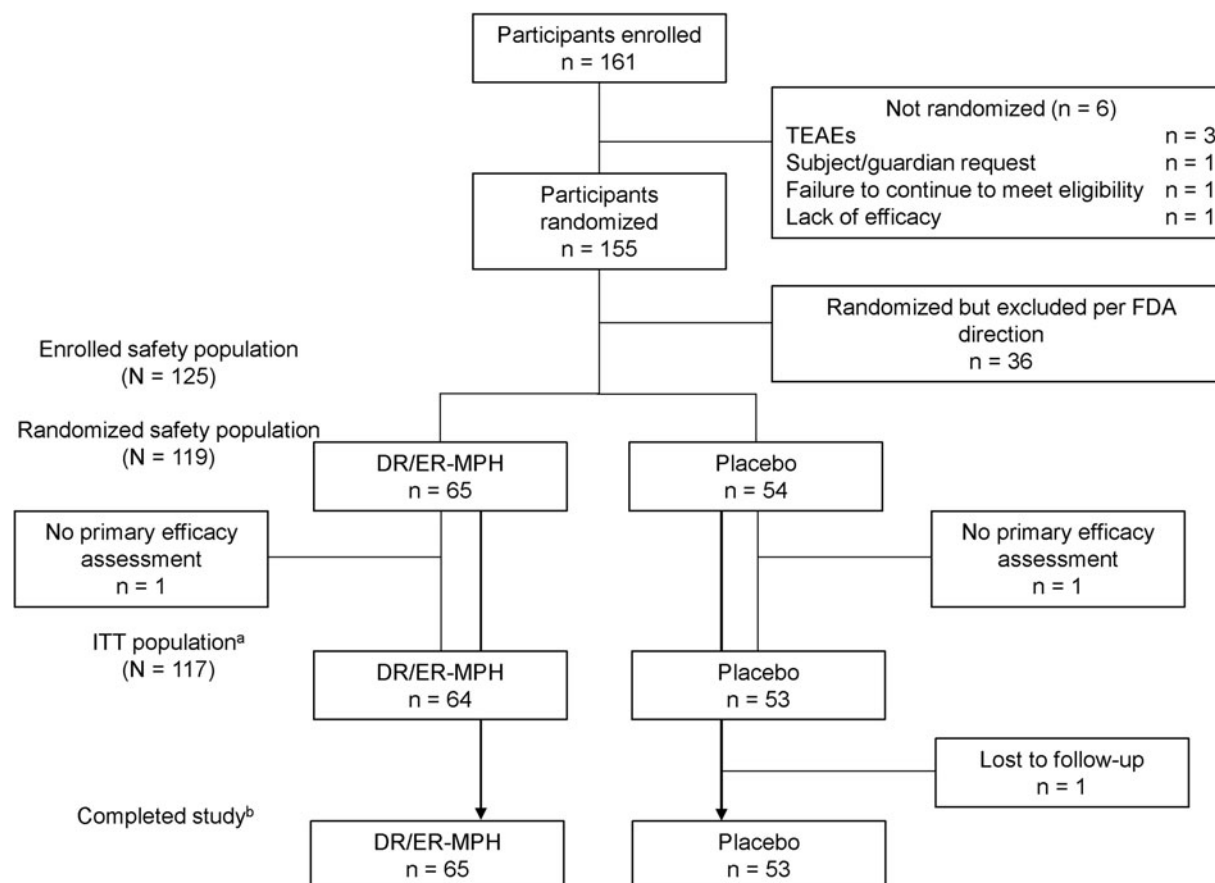 Participants enrolled
n = 161
Not randomized (n = 6)
TEAEs n = 3
Subject/guardian request n = 1
Failure to continue to meet eligibility n = 1
Lack of efficacy n = 1
Participants
randomized
n = 155
Randomized but excluded per FDA
direction
n = 36
Enrolled safety population
(N = 125)
Randomized safety population
(N = 119)
DR/ER-MPH
n = 65
Placebo
n = 54
No primary efficacy
assessment
n = 1
No primary efficacy
assessment
n = 1
ITT populationᵃ
(N = 117)
DR/ER-MPH
n = 64
Placebo
n = 53
Lost to follow-up
n = 1
Completed studyᵇ
DR/ER-MPH
n = 65
Placebo
n = 53